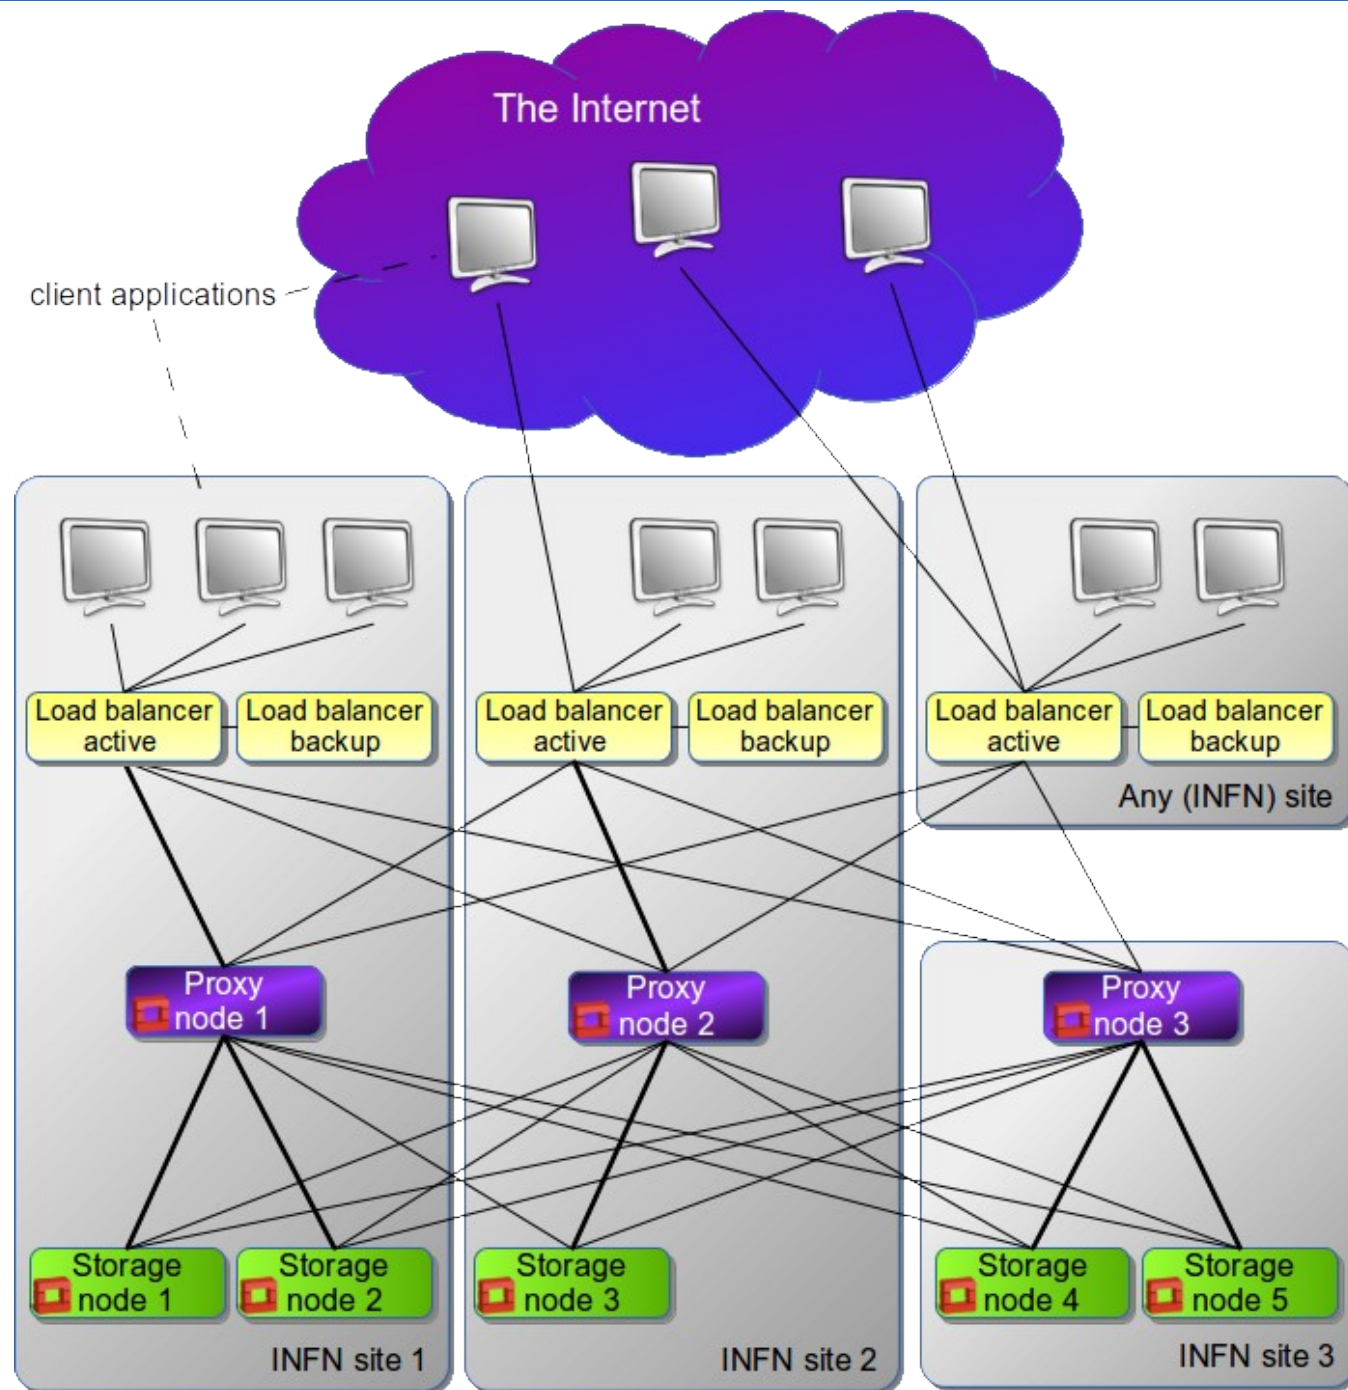 The Internet
client applications
Load balancer
active
Load balancer
backup
Load balancer
active
Load balancer
backup
Load balancer
active
Load balancer
backup
Any (INFN) site
Proxy
node 1
Proxy
node 2
Proxy
node 3
Storage
node 1
Storage
node 2
Storage
node 3
Storage
node 4
Storage
node 5
INFN site 1
INFN site 2
INFN site 3